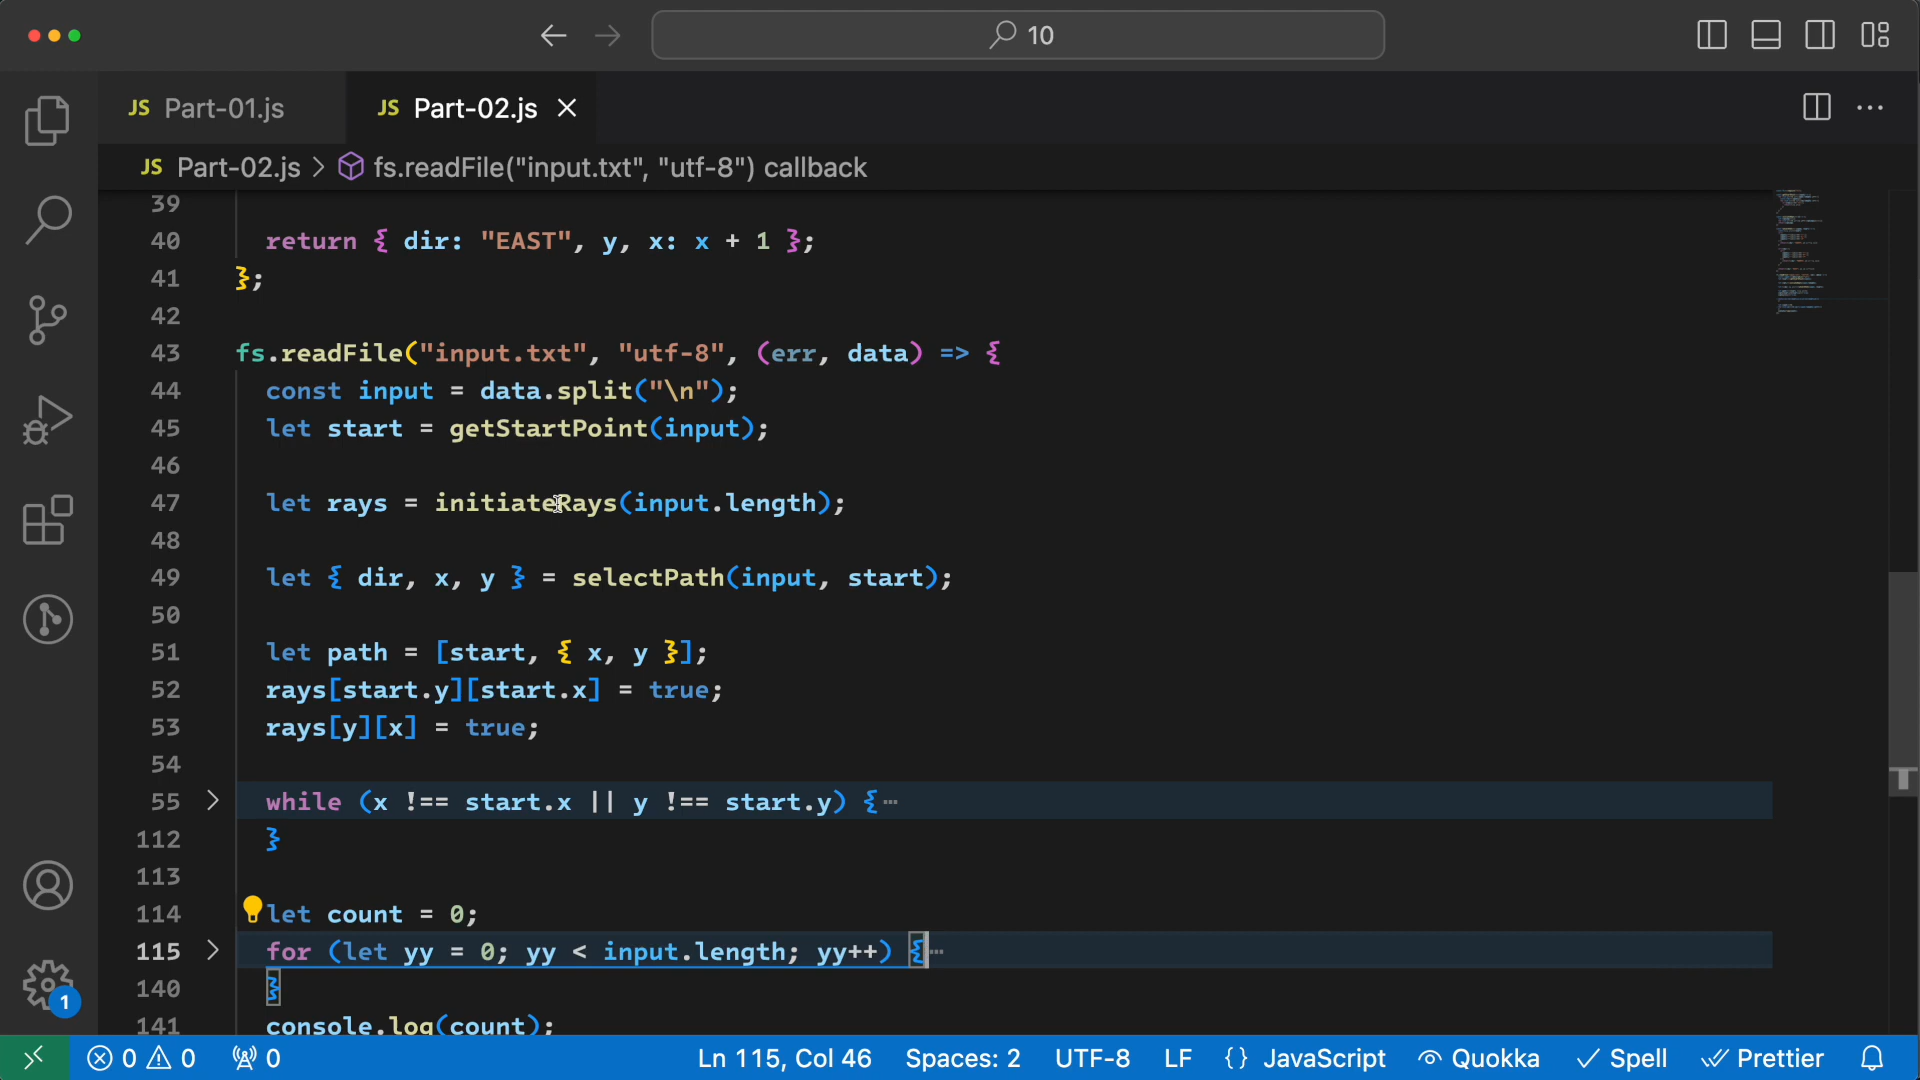 10
JS Part-01.js
JS Part-02.js
JS Part-02.js > fs.readFile("input.txt", "utf-8") callback
39
40 return { dir: "EAST", y, x: x + 1 };
41 };
42
43 fs.readFile("input.txt", "utf-8", (err, data) => {
44 const input = data.split("\n");
45 let start = getStartPoint(input);
46
47 let rays = initiateRays(input.length);
48
49 let { dir, x, y } = selectPath(input, start);
50
51 let path = [start, { x, y }];
52 rays[start.y][start.x] = true;
53 rays[y][x] = true;
54
55 while (x !== start.x || y !== start.y) {⋯
112 }
113
114 let count = 0;
115 for (let yy = 0; yy < input.length; yy++) {⋯
140 }
141 console.log(count);
1
0 0 0 Ln 115, Col 46 Spaces: 2 UTF-8 LF {} JavaScript Quokka Spell Prettier